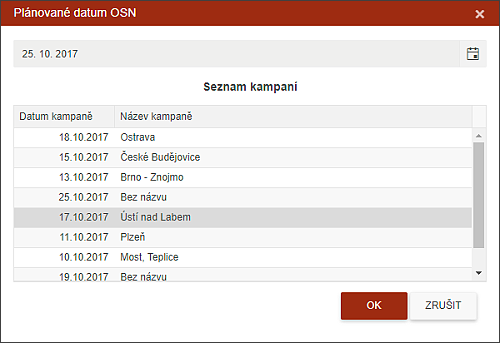 Plánované datum OSN
25. 10. 2017
Seznam kampaní
Datum kampaně Název kampaně
18.10.2017 Ostrava
15.10.2017 České Budějovice
13.10.2017 Brno - Znojmo
25.10.2017 Bez názvu
17.10.2017 Ústí nad Labem
11.10.2017 Plzeň
10.10.2017 Most, Teplice
19.10.2017 Bez názvu
OK ZRUŠIT